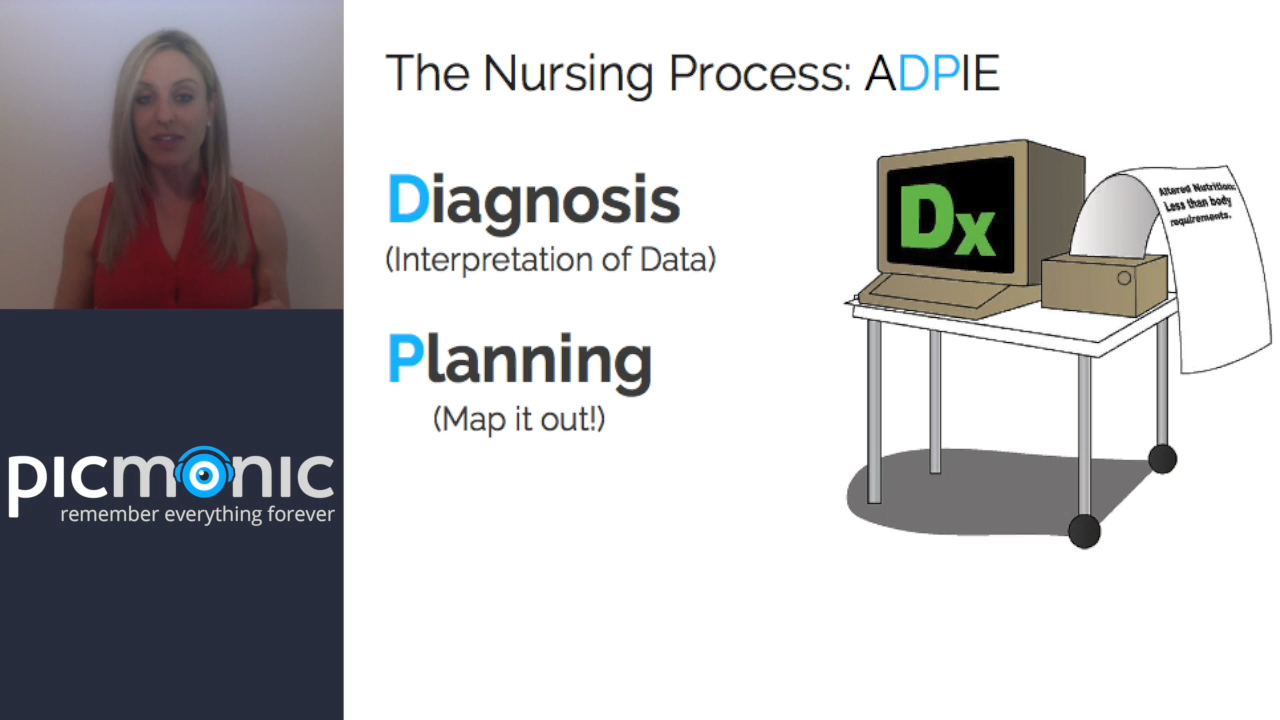 The Nursing Process: ADPIE
Diagnosis
(Interpretation of Data)
Planning
(Map it out!)
Dx
Altered Nutrition:
Less than body
requirements.
picmonic
remember everything forever